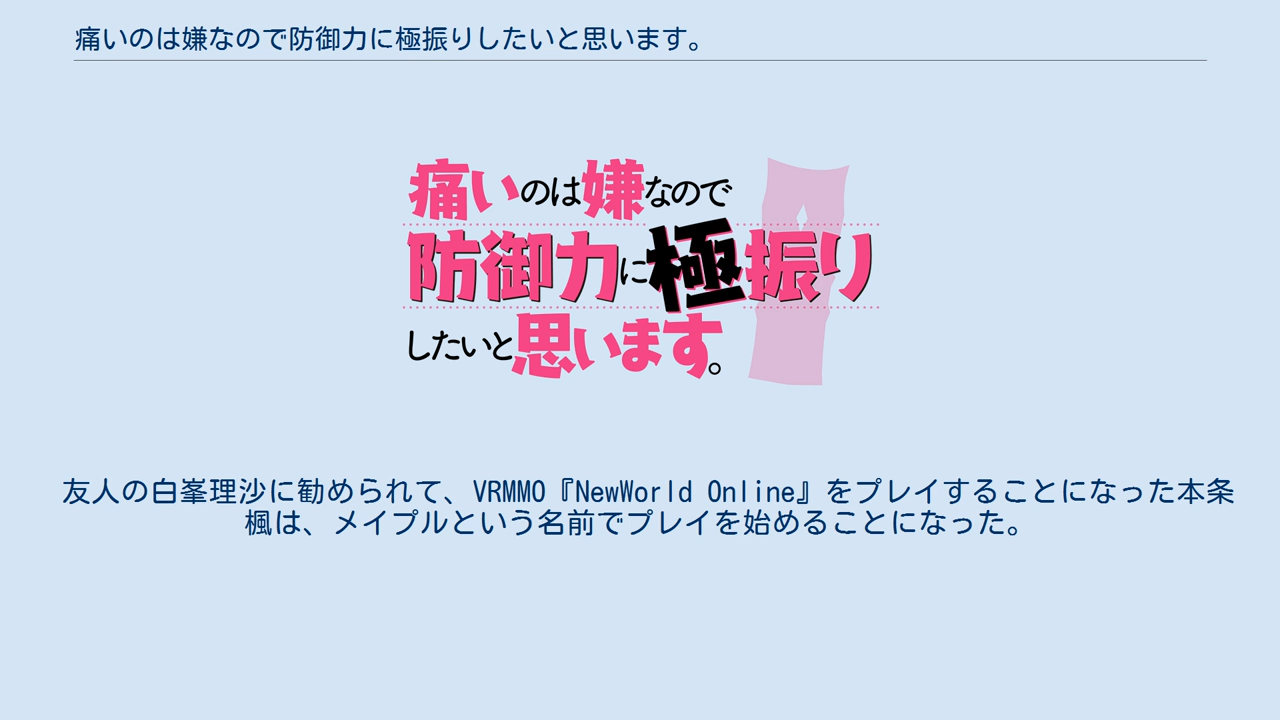 痛いのは嫌なので防御力に極振りしたいと思います。
痛いのは嫌なので
防御力に極振り
したいと思います。
友人の白峯理沙に勧められて、VRMMO『NewWorld Online』をプレイすることになった本条
楓は、メイプルという名前でプレイを始めることになった。